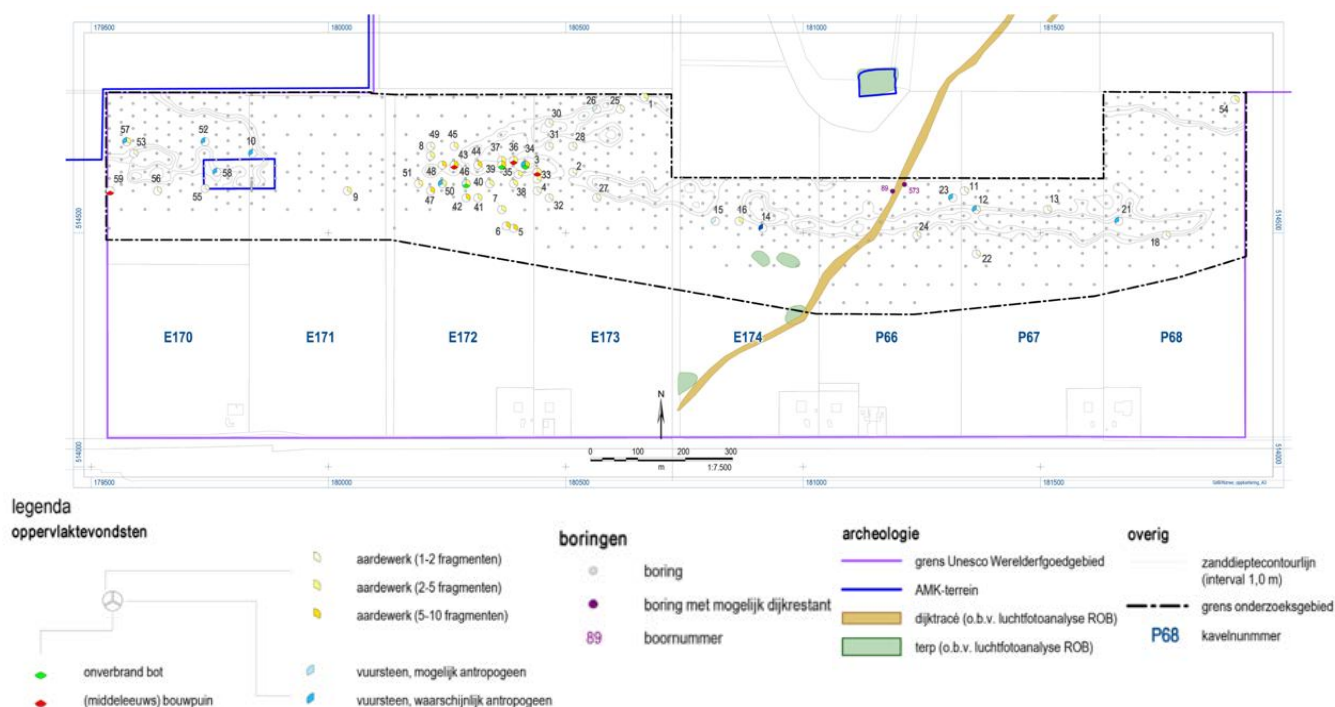 179500
180000
180500
181000
181500
26 25 1 54
30
57 52 49 45 31 28
53 10 8 43 44 37 36 34
3
59 58 51 48 46 39 35 33 2
56 55 9 50 40 4 89 573 11
47 42 41 38 32 27 23 12 13
7 15 16 14 21
6 5 24 18
22
514500
514500
E170
E171
E172
E173
E174
P66
P67
P68
N
0 100 200 300
m 1:7.500
514000
514000
179500
180000
180500
181000
181500
legenda
oppervlaktevondsten
aardewerk (1-2 fragmenten)
aardewerk (2-5 fragmenten)
aardewerk (5-10 fragmenten)
onverbrand bot
(middeleeuws) bouwpuin
vuursteen, mogelijk antropogeen
vuursteen, waarschijnlijk antropogeen
boringen
boring
boring met mogelijk dijkrestant
89 boornummer
archeologie
grens Unesco Werelderfgoedgebied
AMK-terrein
dijktracé (o.b.v. luchtfotoanalyse ROB)
terp (o.b.v. luchtfotoanalyse ROB)
overig
zanddieptecontourlijn
(interval 1,0 m)
grens onderzoeksgebied
P68 kavelnunmmer